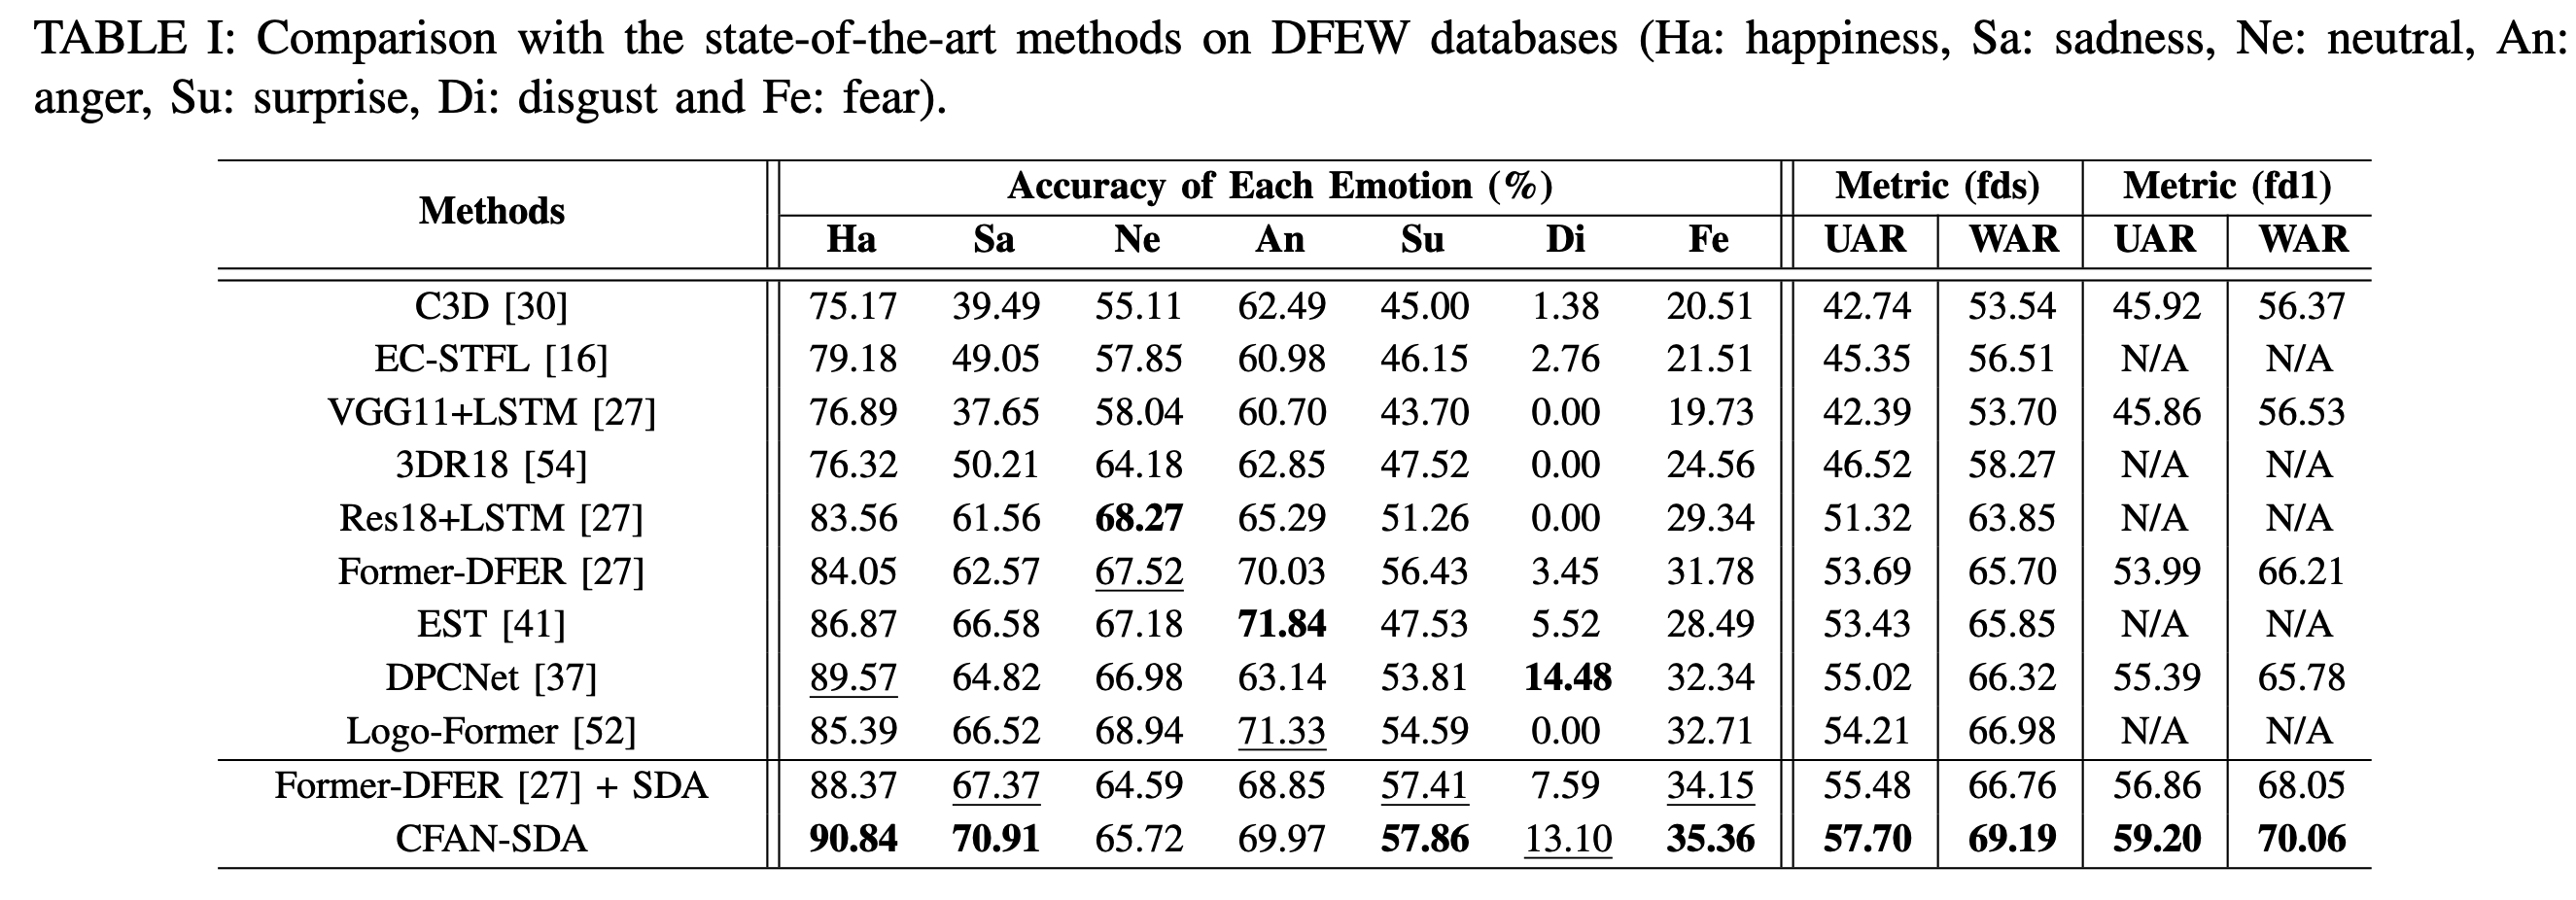 TABLE I: Comparison with the state-of-the-art methods on DFEW databases (Ha: happiness, Sa: sadness, Ne: neutral, An:
anger, Su: surprise, Di: disgust and Fe: fear).
Methods Accuracy of Each Emotion (%) Metric (fds) Metric (fd1)
Ha Sa Ne An Su Di Fe UAR WAR UAR WAR
C3D [30] 75.17 39.49 55.11 62.49 45.00 1.38 20.51 42.74 53.54 45.92 56.37
EC-STFL [16] 79.18 49.05 57.85 60.98 46.15 2.76 21.51 45.35 56.51 N/A N/A
VGG11+LSTM [27] 76.89 37.65 58.04 60.70 43.70 0.00 19.73 42.39 53.70 45.86 56.53
3DR18 [54] 76.32 50.21 64.18 62.85 47.52 0.00 24.56 46.52 58.27 N/A N/A
Res18+LSTM [27] 83.56 61.56 68.27 65.29 51.26 0.00 29.34 51.32 63.85 N/A N/A
Former-DFER [27] 84.05 62.57 67.52 70.03 56.43 3.45 31.78 53.69 65.70 53.99 66.21
EST [41] 86.87 66.58 67.18 71.84 47.53 5.52 28.49 53.43 65.85 N/A N/A
DPCNet [37] 89.57 64.82 66.98 63.14 53.81 14.48 32.34 55.02 66.32 55.39 65.78
Logo-Former [52] 85.39 66.52 68.94 71.33 54.59 0.00 32.71 54.21 66.98 N/A N/A
Former-DFER [27] + SDA 88.37 67.37 64.59 68.85 57.41 7.59 34.15 55.48 66.76 56.86 68.05
CFAN-SDA 90.84 70.91 65.72 69.97 57.86 13.10 35.36 57.70 69.19 59.20 70.06